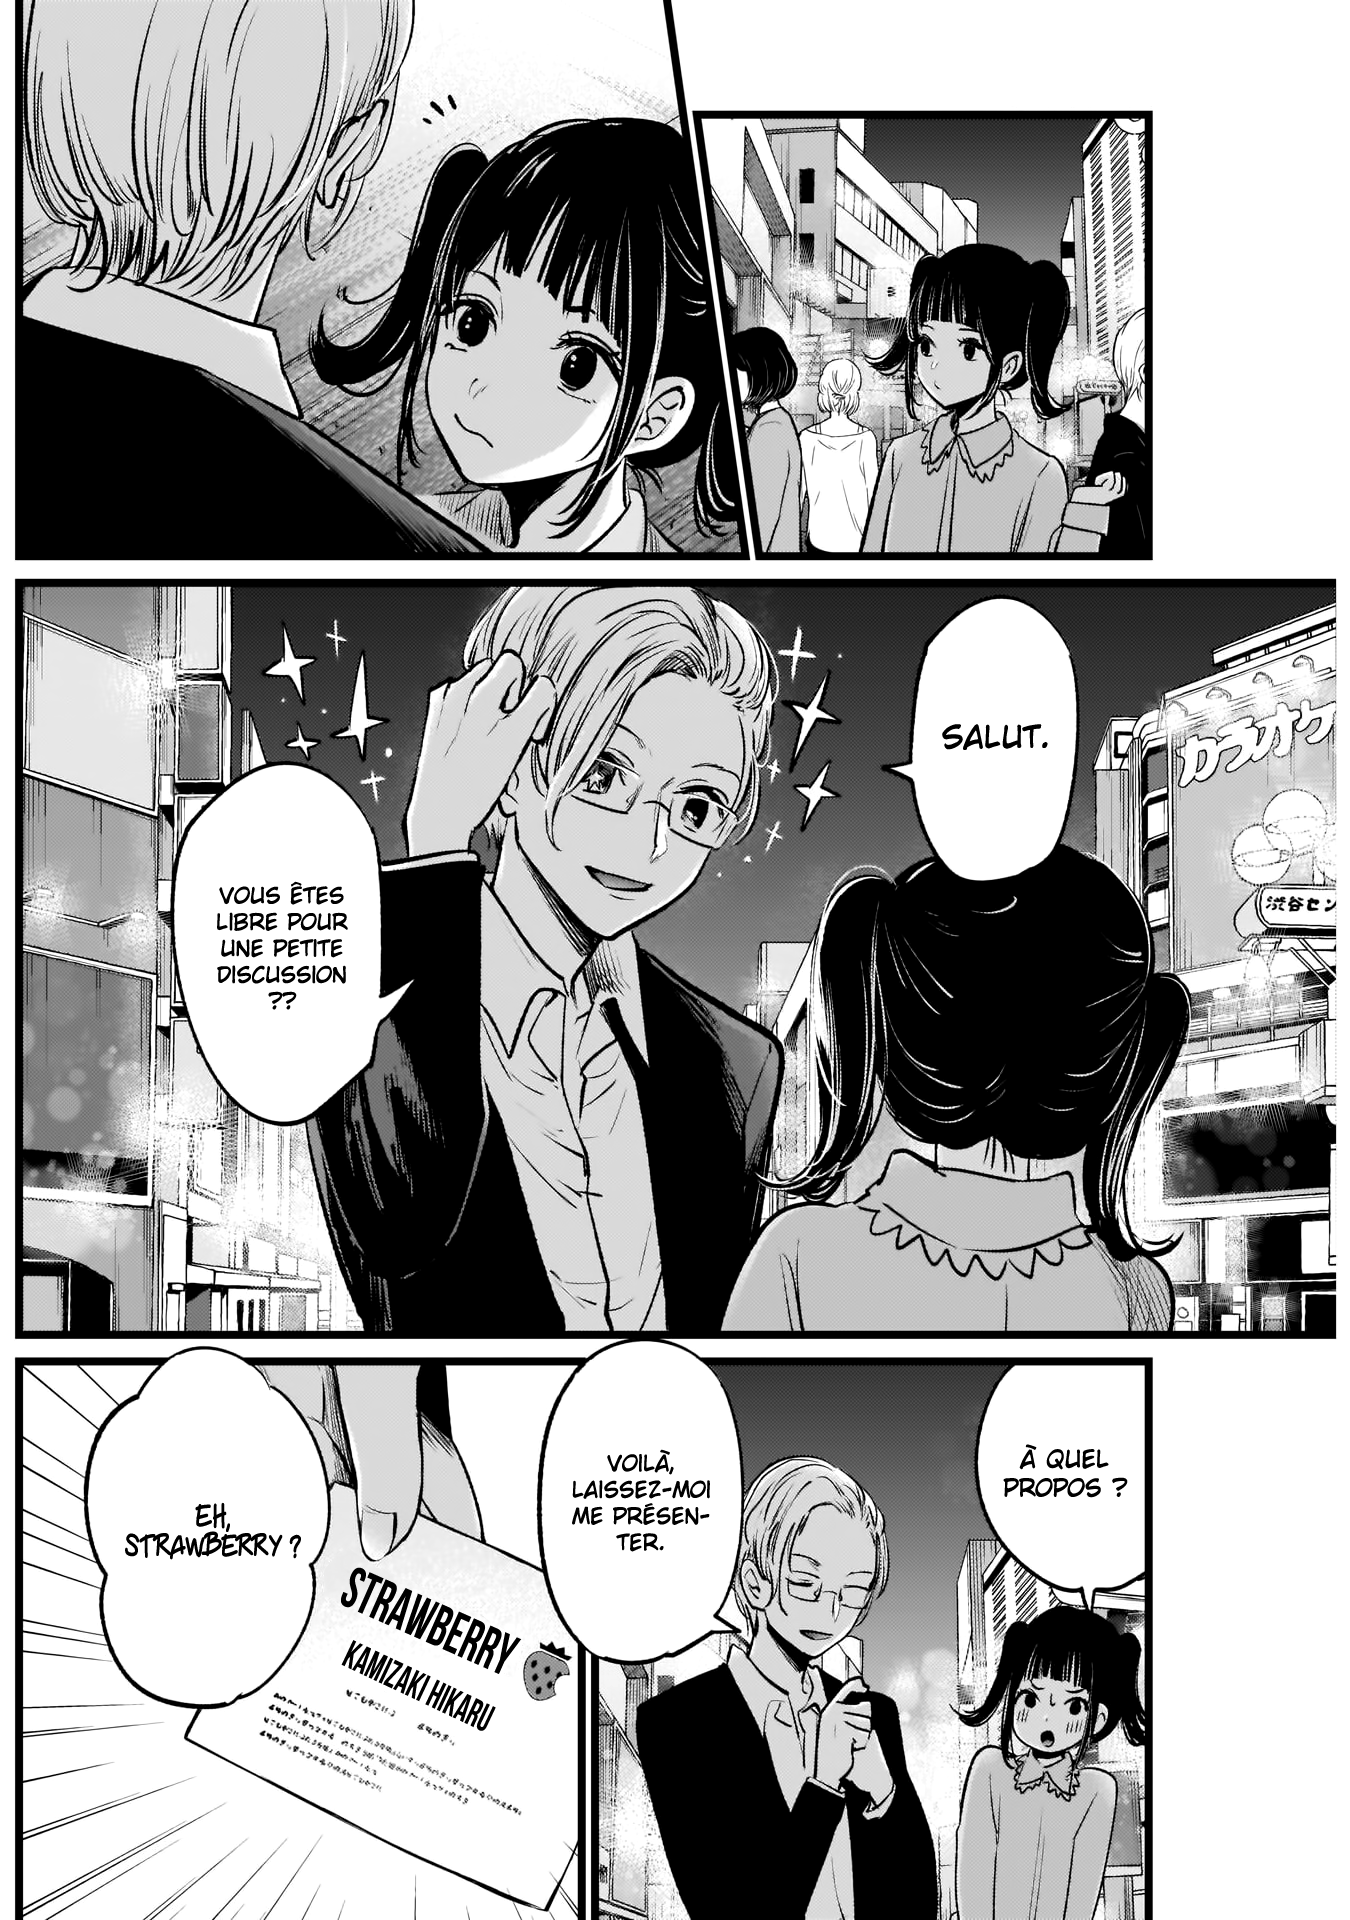 SALUT.
カラオケ
渋谷セン
VOUS ÊTES
LIBRE POUR
UNE PETITE
DISCUSSION
??
À QUEL
PROPOS ?
VOILÀ,
LAISSEZ-MOI
ME PRÉSEN-
TER.
EH,
STRAWBERRY ?
STRAWBERRY
KAMIZAKI HIKARU